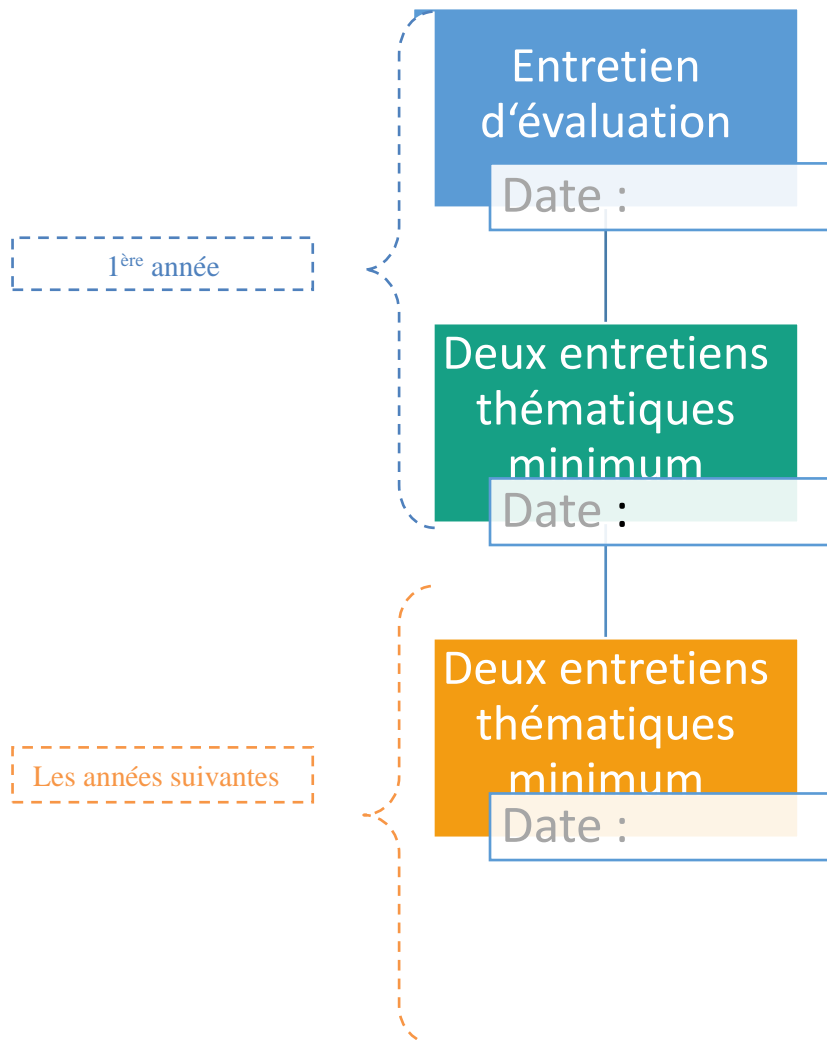 Entretien
d‘évaluation
Date :
1ère année
Deux entretiens
thématiques
minimum
Date :
Deux entretiens
thématiques
minimum
Les années suivantes
Date :